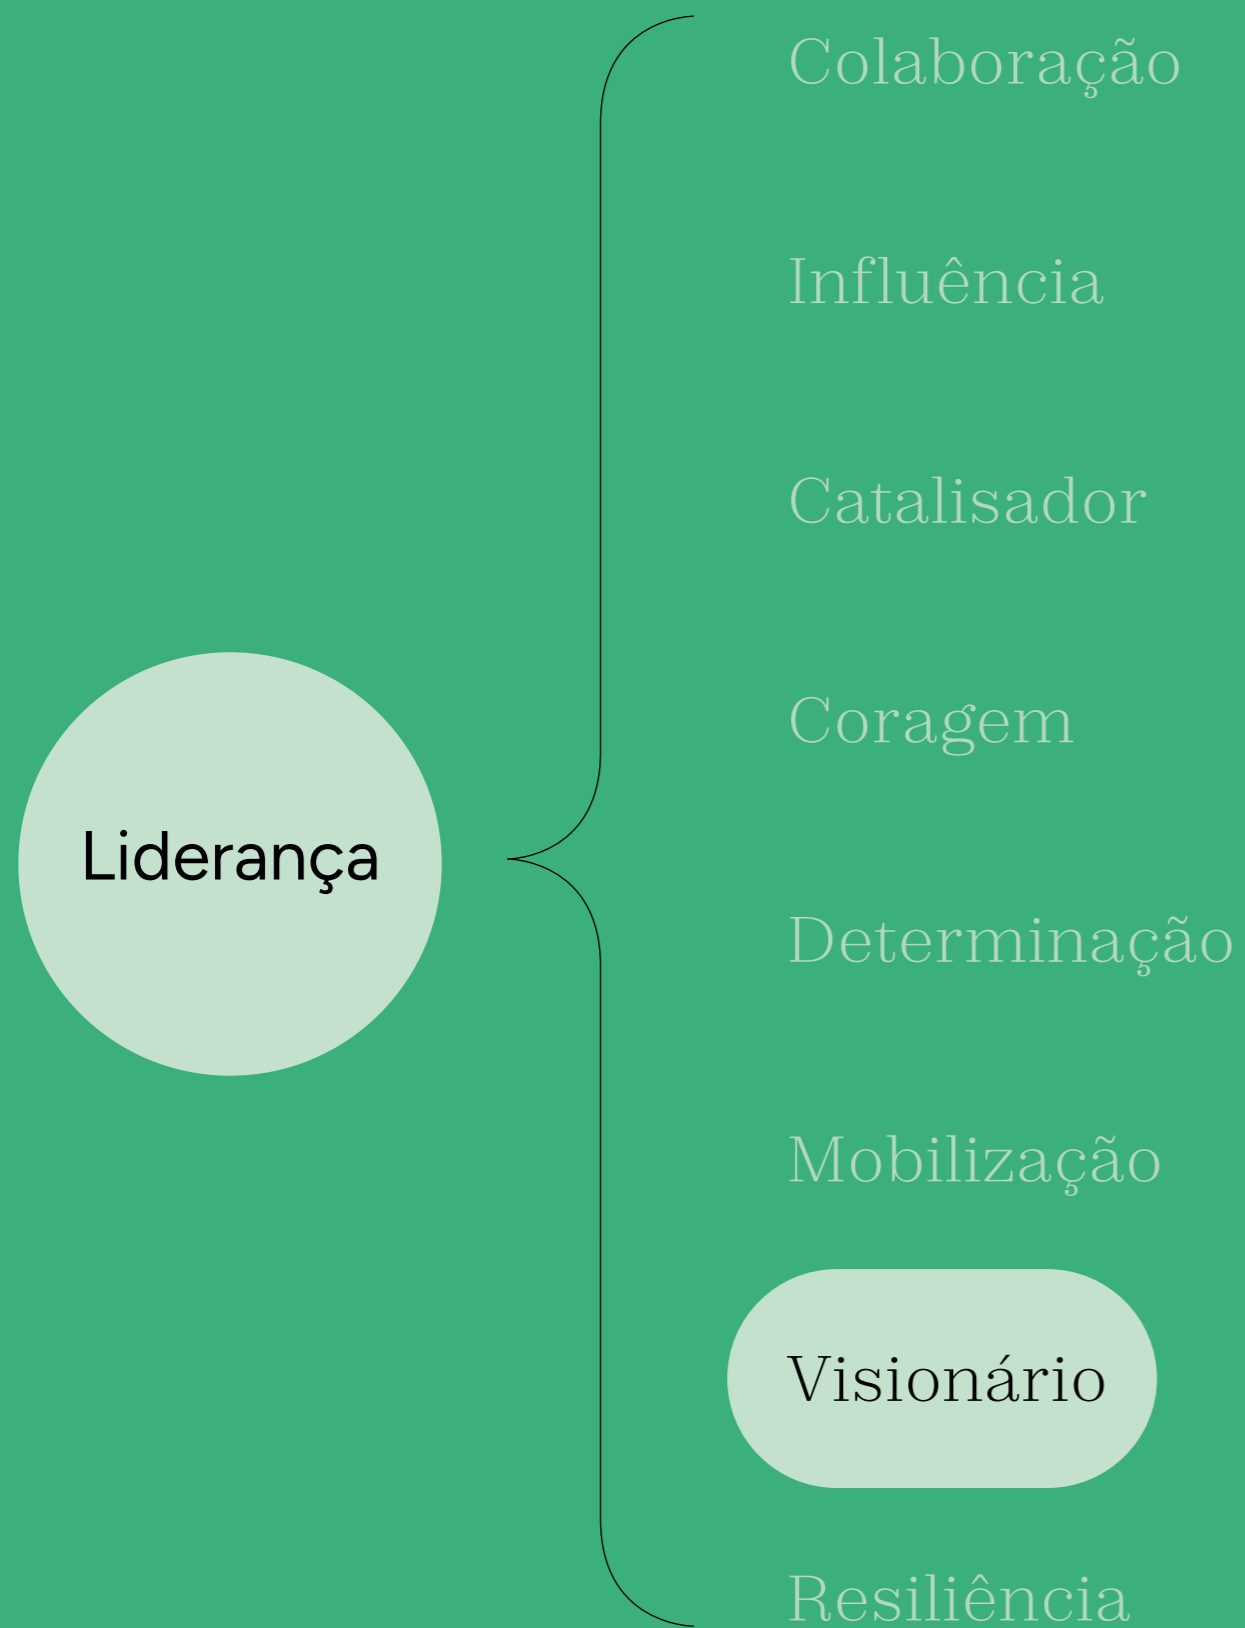 Liderança
Colaboração
Influência
Catalisador
Coragem
Determinação
Mobilização
Visionário
Resiliência